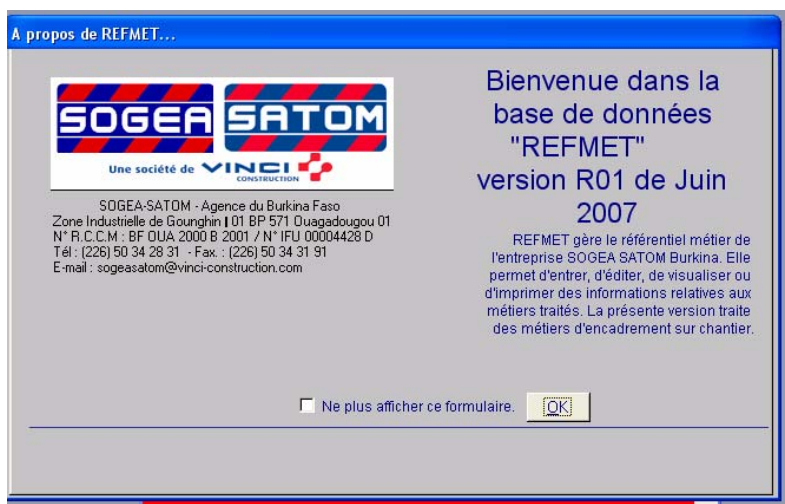 A propos de REFMET...
SOGEA SATOM
Une société de VINCI
CONSTRUCTION
SOGEA-SATOM - Agence du Burkina Faso
Zone Industrielle de Gounghin | 01 BP 571 Ouagadougou 01
N° R.C.C.M : BF OUA 2000 B 2001 / N° IFU 00004428 D
Tél : (226) 50 34 28 31 - Fax. : (226) 50 34 31 91
E-mail : sogeasatom@vinci-construction.com
Bienvenue dans la
base de données
"REFMET"
version R01 de Juin
2007
REFMET gère le référentiel métier de
l'entreprise SOGEA SATOM Burkina. Elle
permet d'entrer, d'éditer, de visualiser ou
d'imprimer des informations relatives aux
métiers traités. La présente version traite
des métiers d'encadrement sur chantier.
Ne plus afficher ce formulaire.
OK